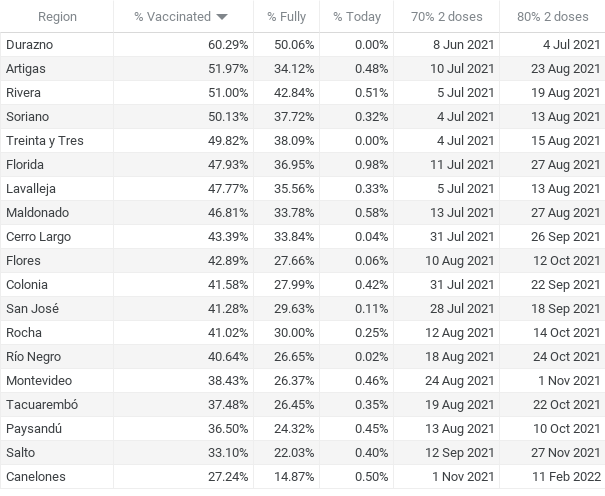 Region % Vaccinated % Fully % Today 70% 2 doses 80% 2 doses
Durazno 60.29% 50.06% 0.00% 8 Jun 2021 4 Jul 2021
Artigas 51.97% 34.12% 0.48% 10 Jul 2021 23 Aug 2021
Rivera 51.00% 42.84% 0.51% 5 Jul 2021 19 Aug 2021
Soriano 50.13% 37.72% 0.32% 4 Jul 2021 13 Aug 2021
Treinta y Tres 49.82% 38.09% 0.00% 4 Jul 2021 15 Aug 2021
Florida 47.93% 36.95% 0.98% 11 Jul 2021 27 Aug 2021
Lavalleja 47.77% 35.56% 0.33% 5 Jul 2021 13 Aug 2021
Maldonado 46.81% 33.78% 0.58% 13 Jul 2021 27 Aug 2021
Cerro Largo 43.39% 33.84% 0.04% 31 Jul 2021 26 Sep 2021
Flores 42.89% 27.66% 0.06% 10 Aug 2021 12 Oct 2021
Colonia 41.58% 27.99% 0.42% 31 Jul 2021 22 Sep 2021
San José 41.28% 29.63% 0.11% 28 Jul 2021 18 Sep 2021
Rocha 41.02% 30.00% 0.25% 12 Aug 2021 14 Oct 2021
Río Negro 40.64% 26.65% 0.02% 18 Aug 2021 24 Oct 2021
Montevideo 38.43% 26.37% 0.46% 24 Aug 2021 1 Nov 2021
Tacuarembó 37.48% 26.45% 0.35% 19 Aug 2021 22 Oct 2021
Paysandú 36.50% 24.32% 0.45% 13 Aug 2021 10 Oct 2021
Salto 33.10% 22.03% 0.40% 12 Sep 2021 27 Nov 2021
Canelones 27.24% 14.87% 0.50% 1 Nov 2021 11 Feb 2022